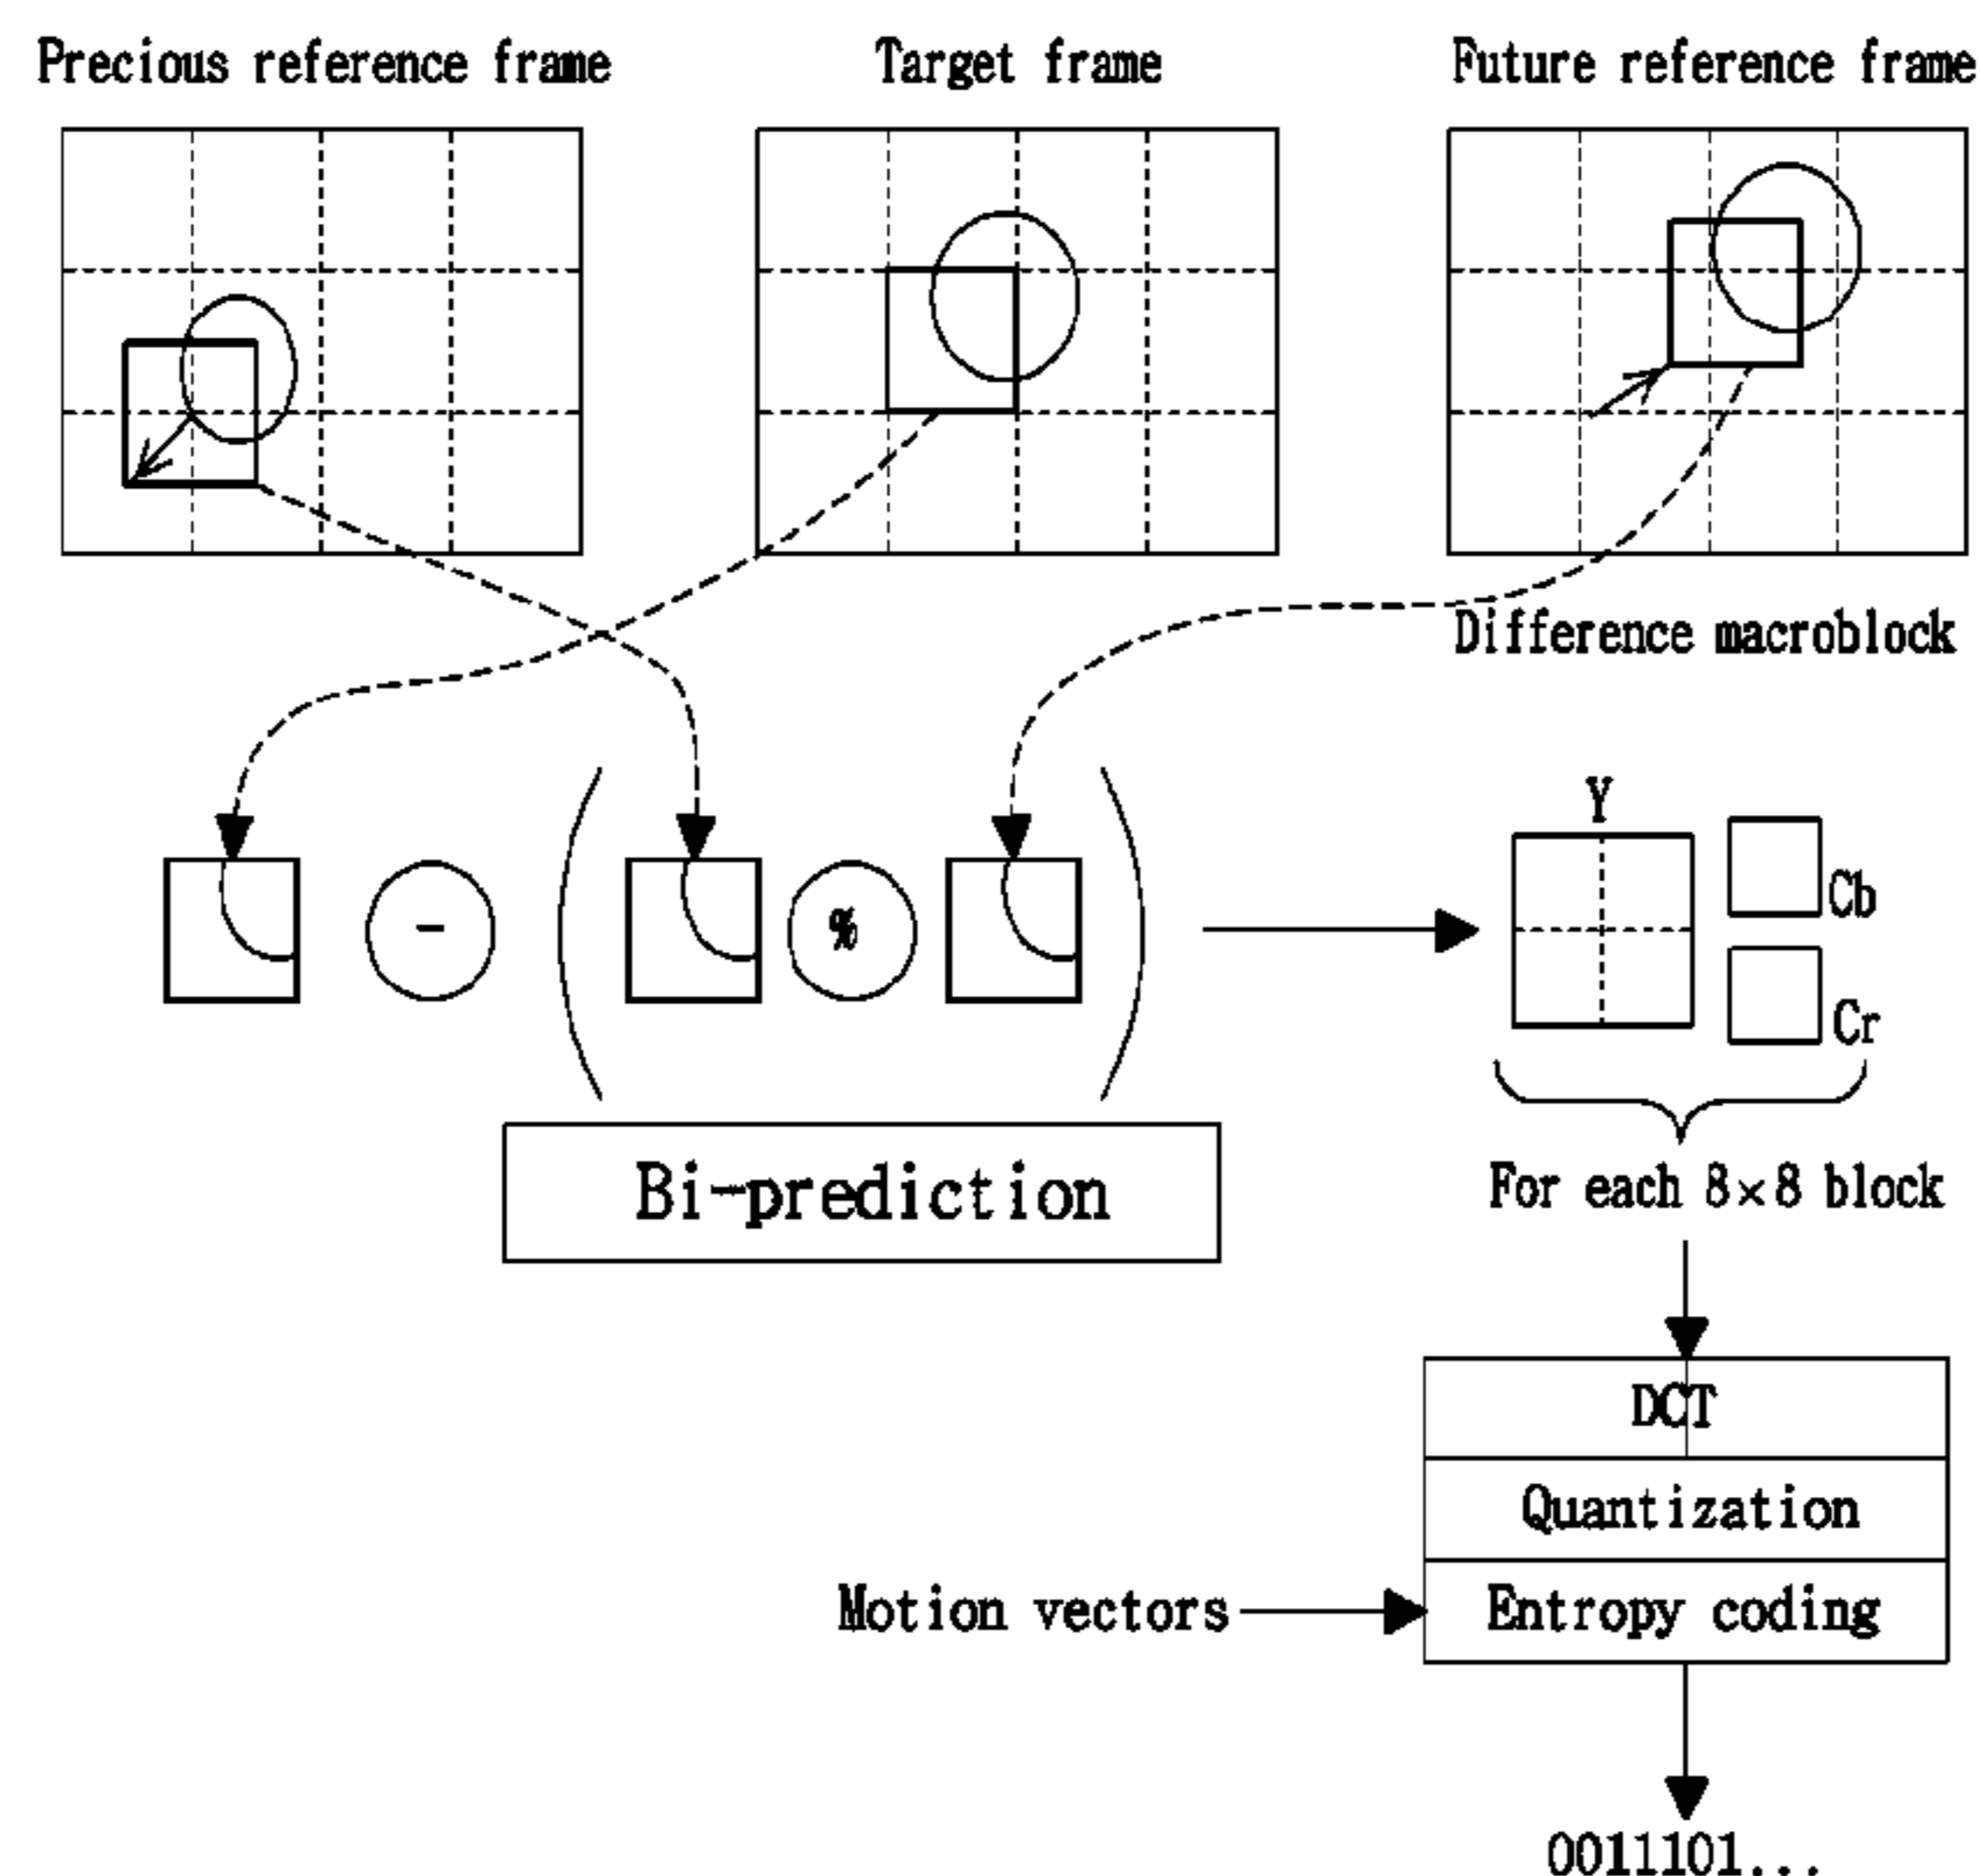 Precious reference frame
Target frame
Future reference frame
Difference macroblock
Y
Cb
Cr
-
%
Bi-prediction
For each 8×8 block
DCT
Quantization
Motion vectors
Entropy coding
0011101...